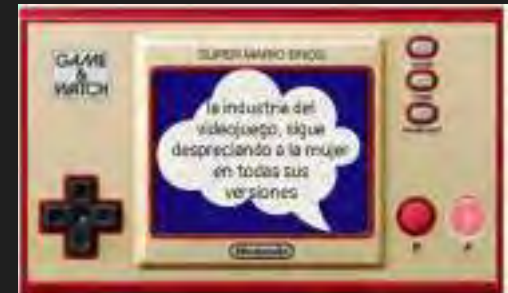 GAME
&
WATCH
SUPER MARIO BROS.
la industria del
videojuego, sigue
despreciando a la mujer
en todas sus
versiones
Nintendo
B A